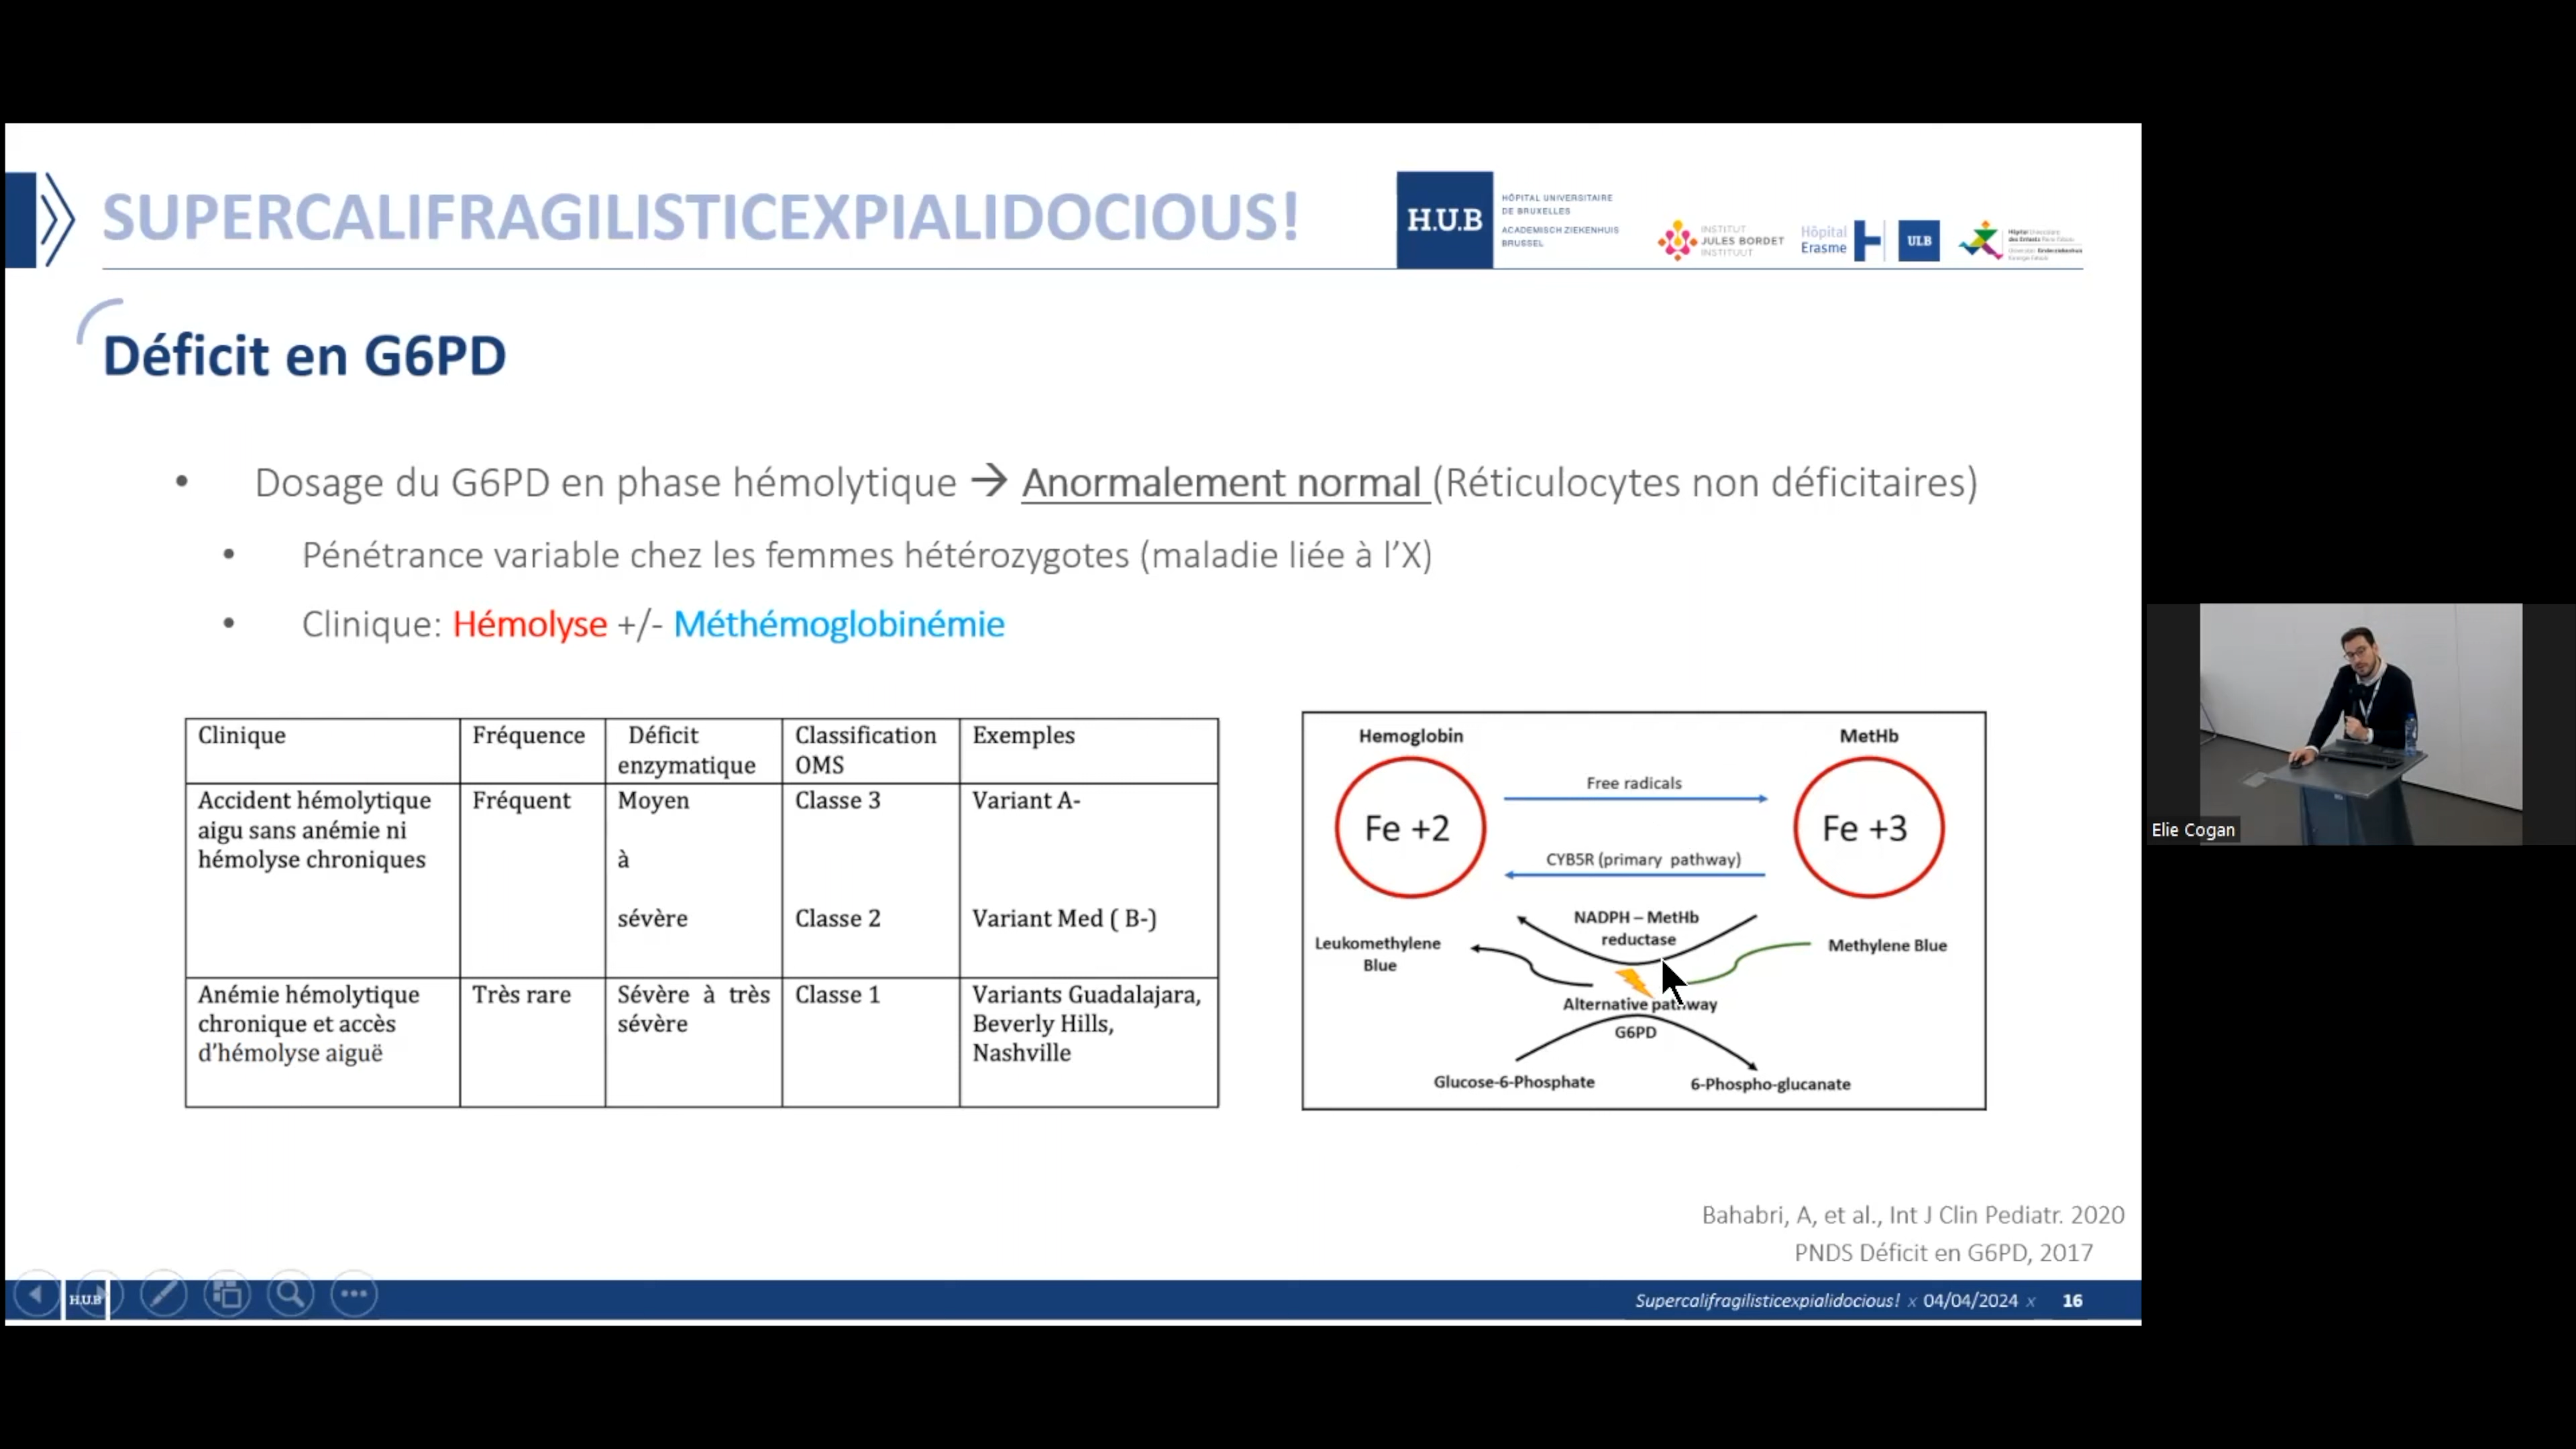 SUPERCALIFRAGILISTICEXPIALIDOCIOUS!
H.U.B
HÔPITAL UNIVERSITAIRE
DE BRUXELLES
ACADEMISCH ZIEKENHUIS
BRUSSEL
INSTITUT
JULES BORDET
INSTITUUT
Hôpital
Erasme
ULB
Déficit en G6PD
• Dosage du G6PD en phase hémolytique → Anormalement normal (Réticulocytes non déficitaires)
• Pénétrance variable chez les femmes hétérozygotes (maladie liée à l’X)
• Clinique: Hémolyse +/- Méthémoglobinémie
Clinique
Fréquence
Déficit
enzymatique
Classification
OMS
Exemples
Accident hémolytique
aigu sans anémie ni
hémolyse chroniques
Fréquent
Moyen
à
sévère
Classe 3
Classe 2
Variant A-
Variant Med ( B-)
Anémie hémolytique
chronique et accès
d’hémolyse aiguë
Très rare
Sévère à très
sévère
Classe 1
Variants Guadalajara,
Beverly Hills,
Nashville
Hemoglobin
MetHb
Free radicals
Fe +2
Fe +3
CYB5R (primary pathway)
NADPH – MetHb
reductase
Leukomethylene
Blue
Methylene Blue
Alternative pathway
G6PD
Glucose-6-Phosphate
6-Phospho-glucanate
Elie Cogan
Bahabri, A, et al., Int J Clin Pediatr. 2020
PNDS Déficit en G6PD, 2017
H.U.B
Supercalifragilisticexpialidocious! x 04/04/2024 x 16